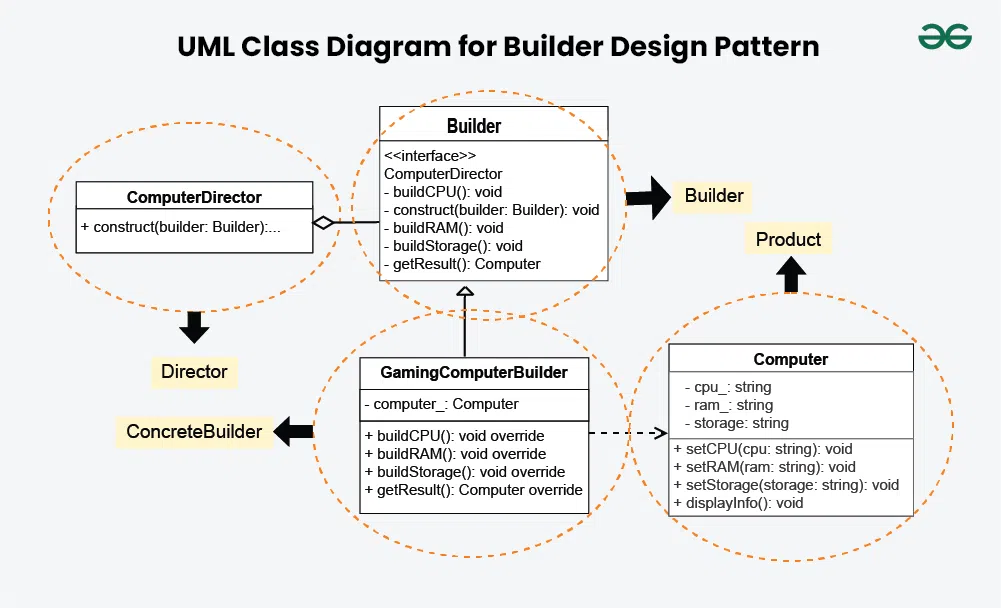 UML Class Diagram for Builder Design Pattern
Builder
<<interface>>
ComputerDirector
- buildCPU(): void
- construct(builder: Builder): void
- buildRAM(): void
- buildStorage(): void
- getResult(): Computer
ComputerDirector
+ construct(builder: Builder):...
Builder
Product
Director
ConcreteBuilder
GamingComputerBuilder
- computer_: Computer
+ buildCPU(): void override
+ buildRAM(): void override
+ buildStorage(): void override
+ getResult(): Computer override
Computer
- cpu_: string
- ram_: string
- storage: string
+ setCPU(cpu: string): void
+ setRAM(ram: string): void
+ setStorage(storage: string): void
+ displayInfo(): void